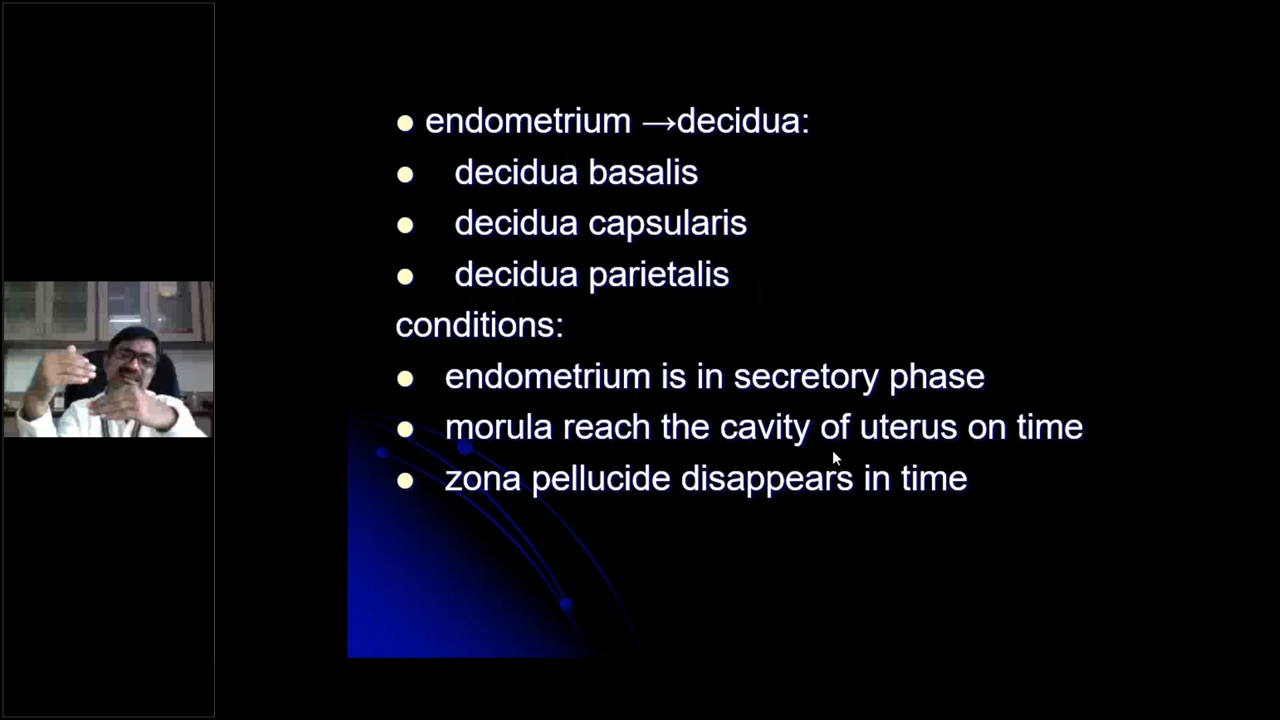 endometrium →decidua:
decidua basalis
decidua capsularis
decidua parietalis
conditions:
endometrium is in secretory phase
morula reach the cavity of uterus on time
zona pellucide disappears in time